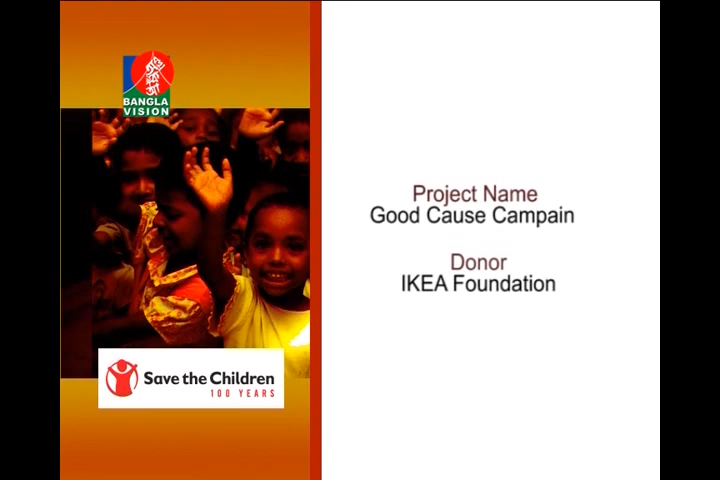 BANGLA
VISION
Save the Children
100 YEARS
Project Name
Good Cause Campain
Donor
IKEA Foundation